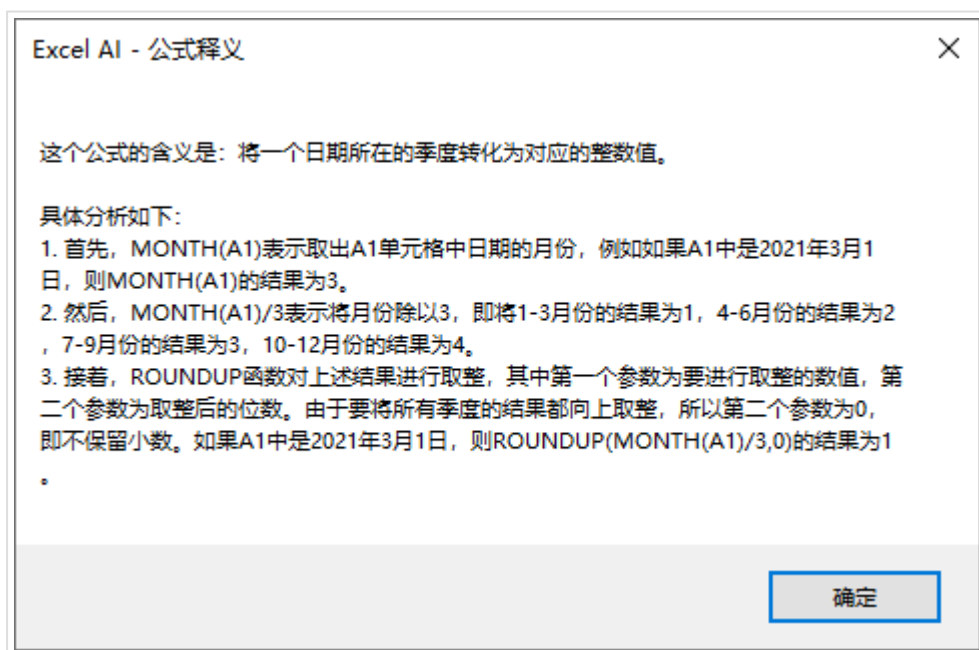 Excel AI - 公式释义
这个公式的含义是：将一个日期所在的季度转化为对应的整数值。
具体分析如下：
1. 首先，MONTH(A1)表示取出A1单元格中日期的月份，例如如果A1中是2021年3月1
日，则MONTH(A1)的结果为3。
2. 然后，MONTH(A1)/3表示将月份除以3，即将1-3月份的结果为1，4-6月份的结果为2
，7-9月份的结果为3，10-12月份的结果为4。
3. 接着，ROUNDUP函数对上述结果进行取整，其中第一个参数为要进行取整的数值，第
二个参数为取整后的位数。由于要将所有季度的结果都向上取整，所以第二个参数为0，
即不保留小数。如果A1中是2021年3月1日，则ROUNDUP(MONTH(A1)/3,0)的结果为1
。
确定